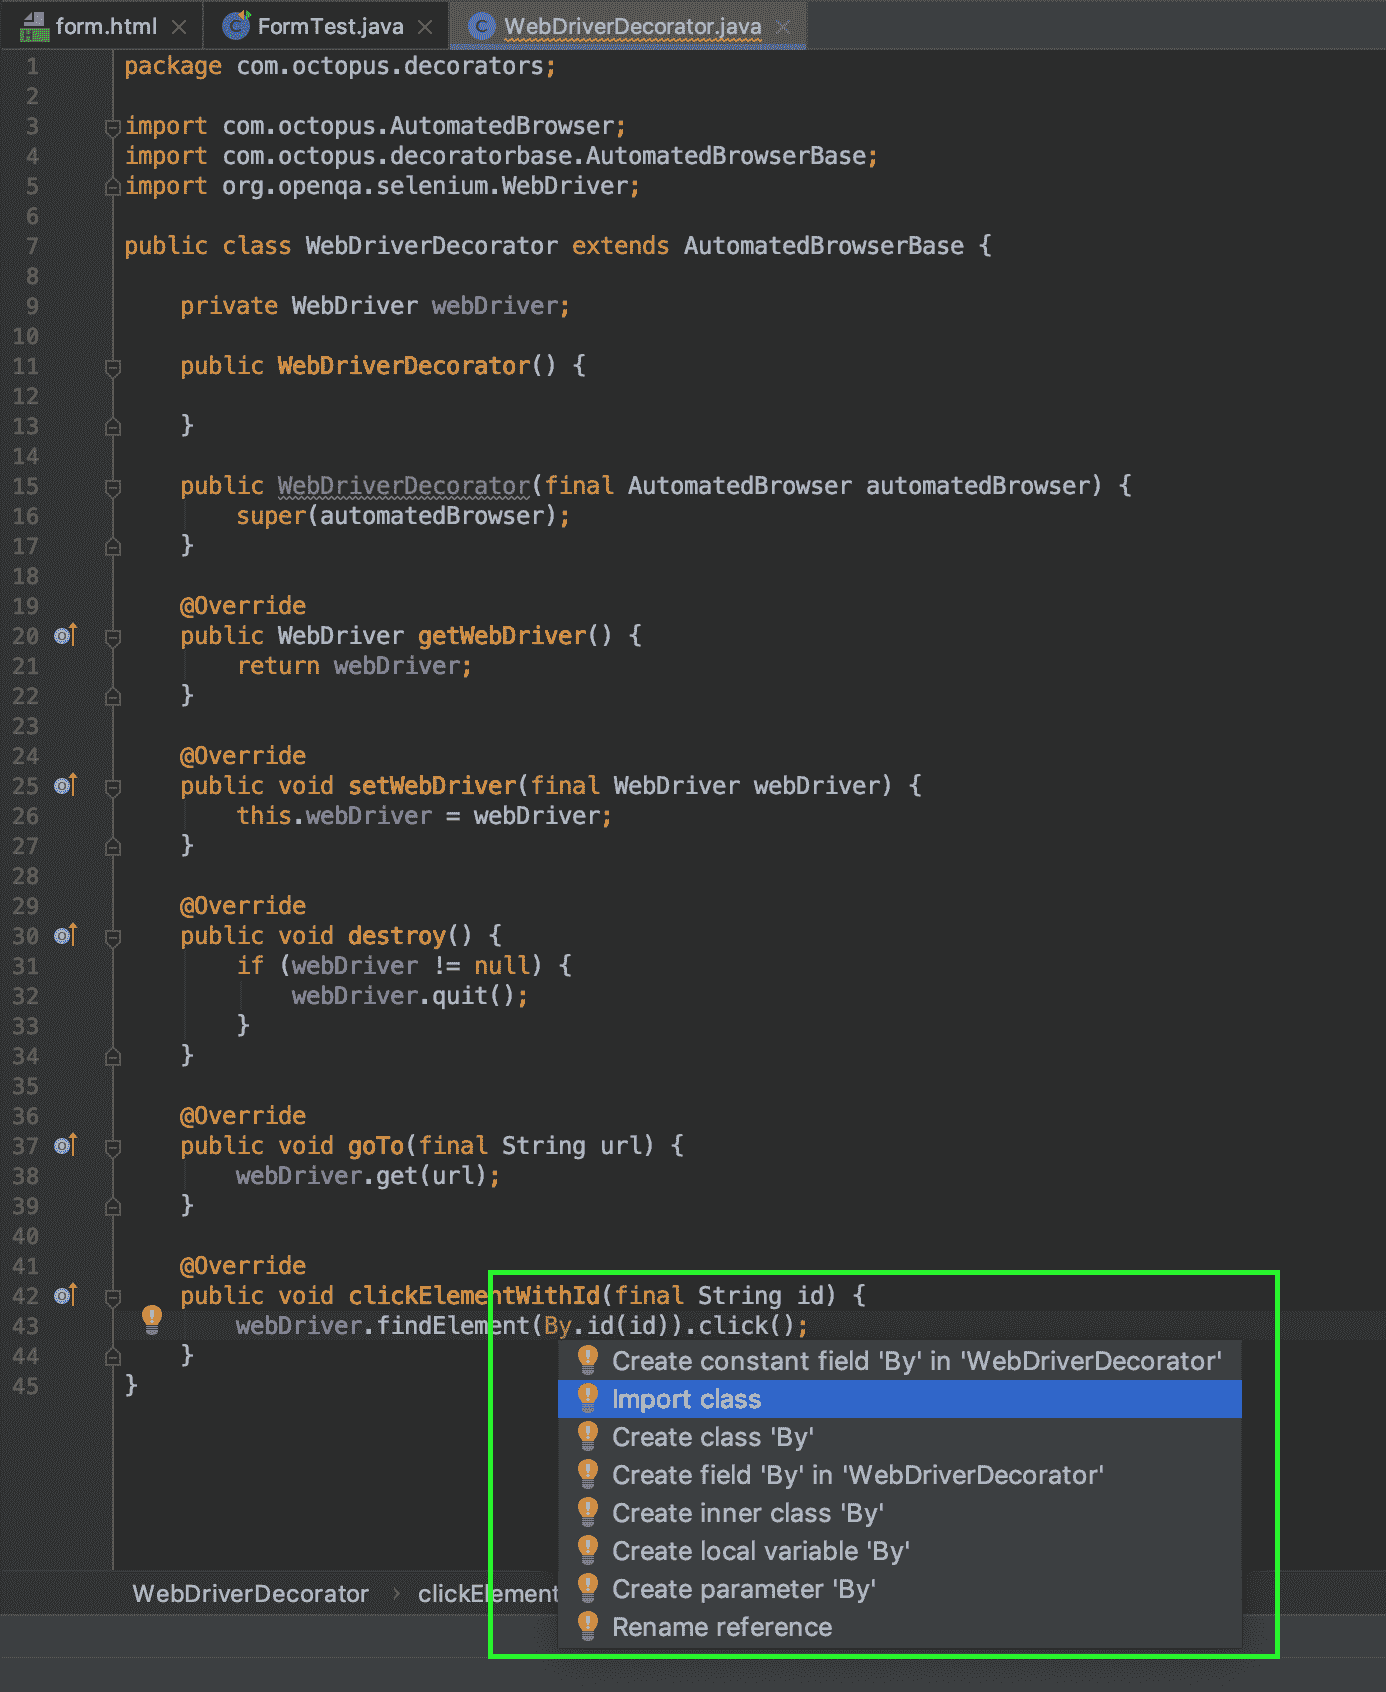 form.html FormTest.java WebDriverDecorator.java
1 package com.octopus.decorators;
2
3 import com.octopus.AutomatedBrowser;
4 import com.octopus.decoratorbase.AutomatedBrowserBase;
5 import org.openqa.selenium.WebDriver;
6
7 public class WebDriverDecorator extends AutomatedBrowserBase {
8
9 private WebDriver webDriver;
10
11 public WebDriverDecorator() {
12
13 }
14
15 public WebDriverDecorator(final AutomatedBrowser automatedBrowser) {
16 super(automatedBrowser);
17 }
18
19 @Override
20 public WebDriver getWebDriver() {
21 return webDriver;
22 }
23
24 @Override
25 public void setWebDriver(final WebDriver webDriver) {
26 this.webDriver = webDriver;
27 }
28
29 @Override
30 public void destroy() {
31 if (webDriver != null) {
32 webDriver.quit();
33 }
34 }
35
36 @Override
37 public void goTo(final String url) {
38 webDriver.get(url);
39 }
40
41 @Override
42 public void clickElementWithId(final String id) {
43 webDriver.findElement(By.id(id)).click();
44 }
45 }
Create constant field 'By' in 'WebDriverDecorator'
Import class
Create class 'By'
Create field 'By' in 'WebDriverDecorator'
Create inner class 'By'
Create local variable 'By'
Create parameter 'By'
Rename reference
WebDriverDecorator › clickElement